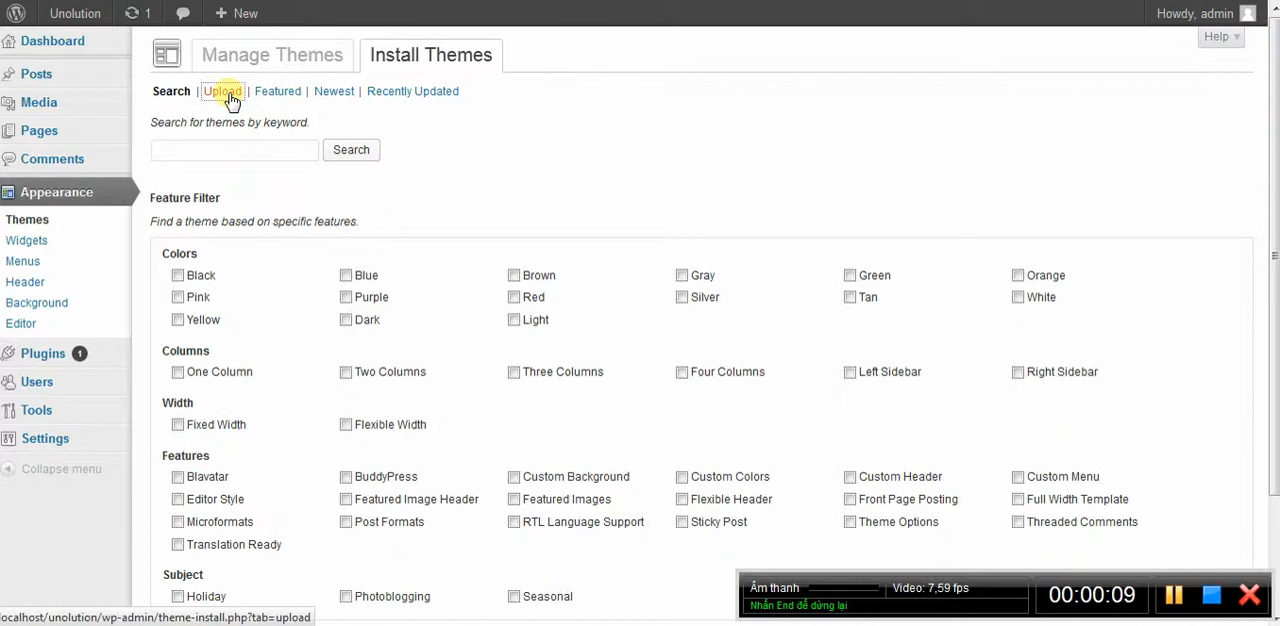 Unolution 1 New Howdy, admin
Help
Dashboard
Posts
Media
Pages
Comments
Appearance
Themes
Widgets
Menus
Header
Background
Editor
Plugins 1
Users
Tools
Settings
Collapse menu
Manage Themes Install Themes
Search | Upload | Featured | Newest | Recently Updated
Search for themes by keyword.
Search
Feature Filter
Find a theme based on specific features.
Colors
Black Blue Brown Gray Green Orange
Pink Purple Red Silver Tan White
Yellow Dark Light
Columns
One Column Two Columns Three Columns Four Columns Left Sidebar Right Sidebar
Width
Fixed Width Flexible Width
Features
Blavatar BuddyPress Custom Background Custom Colors Custom Header Custom Menu
Editor Style Featured Image Header Featured Images Flexible Header Front Page Posting Full Width Template
Microformats Post Formats RTL Language Support Sticky Post Theme Options Threaded Comments
Translation Ready
Subject
Holiday Photoblogging Seasonal
localhost/unolution/wp-admin/theme-install.php?tab=upload
Âm thanh Video: 7,59 fps
Nhấn End để dừng lại
00:00:09